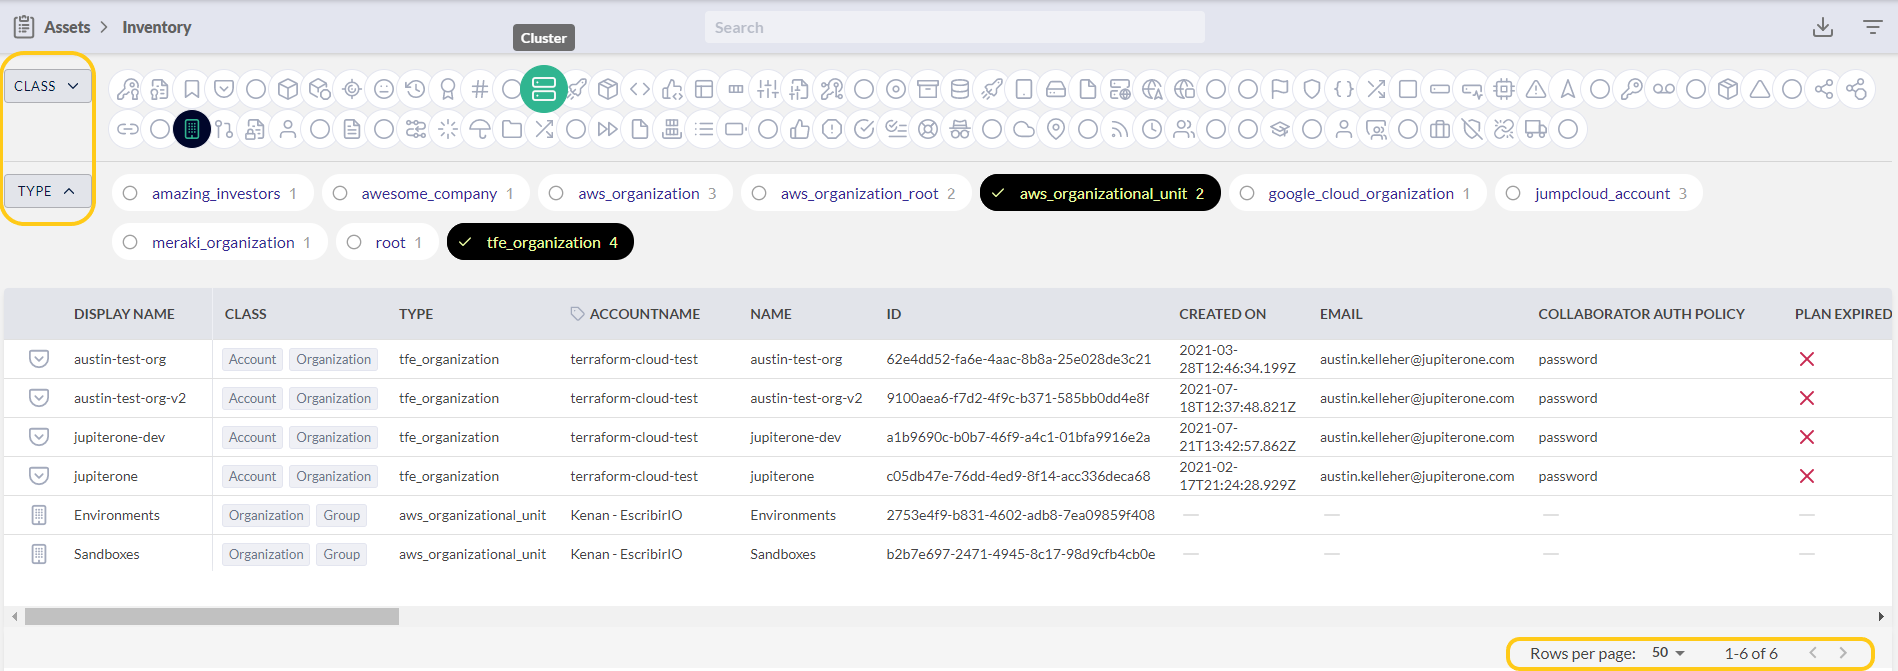 Assets > Inventory
Search
Cluster
CLASS
TYPE
amazing_investors 1
awesome_company 1
aws_organization 3
aws_organization_root 2
aws_organizational_unit 2
google_cloud_organization 1
jumpcloud_account 3
meraki_organization 1
root 1
tfe_organization 4
DISPLAY NAME CLASS TYPE ACCOUNTNAME NAME ID CREATED ON EMAIL COLLABORATOR AUTH POLICY PLAN EXPIRED
austin-test-org Account Organization tfe_organization terraform-cloud-test austin-test-org 62e4dd52-fa6e-4aac-8b8a-25e028de3c21 2021-03-28T12:46:34.199Z austin.kelleher@jupiterone.com password
austin-test-org-v2 Account Organization tfe_organization terraform-cloud-test austin-test-org-v2 9100aea6-f7d2-4f9c-b371-585bb0dd4e8f 2021-07-18T12:37:48.821Z austin.kelleher@jupiterone.com password
jupiterone-dev Account Organization tfe_organization terraform-cloud-test jupiterone-dev a1b9690c-b0b7-46f9-a4c1-01bfa9916e2a 2021-07-21T13:42:57.862Z austin.kelleher@jupiterone.com password
jupiterone Account Organization tfe_organization terraform-cloud-test jupiterone c05db47e-76dd-4ed9-8f14-acc336deca68 2021-02-17T21:24:28.929Z austin.kelleher@jupiterone.com password
Environments Organization Group aws_organizational_unit Kenan - EscribirIO Environments 2753e4f9-b831-4602-adb8-7ea09859f408 — — — —
Sandboxes Organization Group aws_organizational_unit Kenan - EscribirIO Sandboxes b2b7e697-2471-4945-8c17-98d9cfb4cb0e — — — —
Rows per page: 50 1-6 of 6